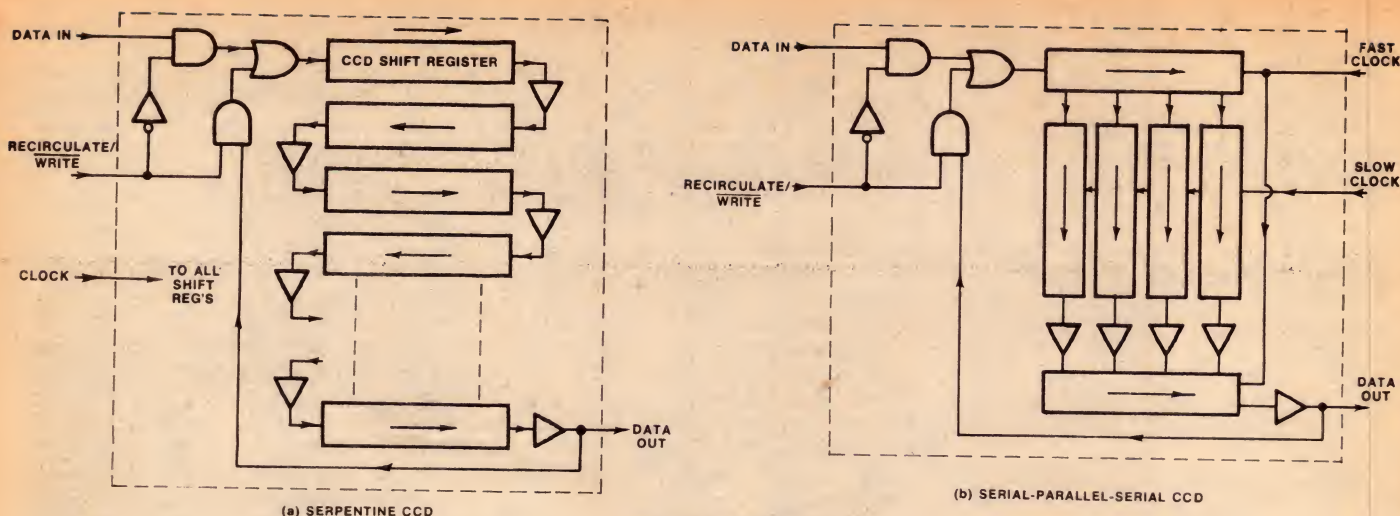 DATA IN
CCD SHIFT REGISTER
RECIRCULATE/
WRITE
CLOCK
TO ALL
SHIFT
REG'S
DATA
OUT
(a) SERPENTINE CCD
DATA IN
FAST
CLOCK
RECIRCULATE/
WRITE
SLOW
CLOCK
DATA
OUT
(b) SERIAL-PARALLEL-SERIAL CCD